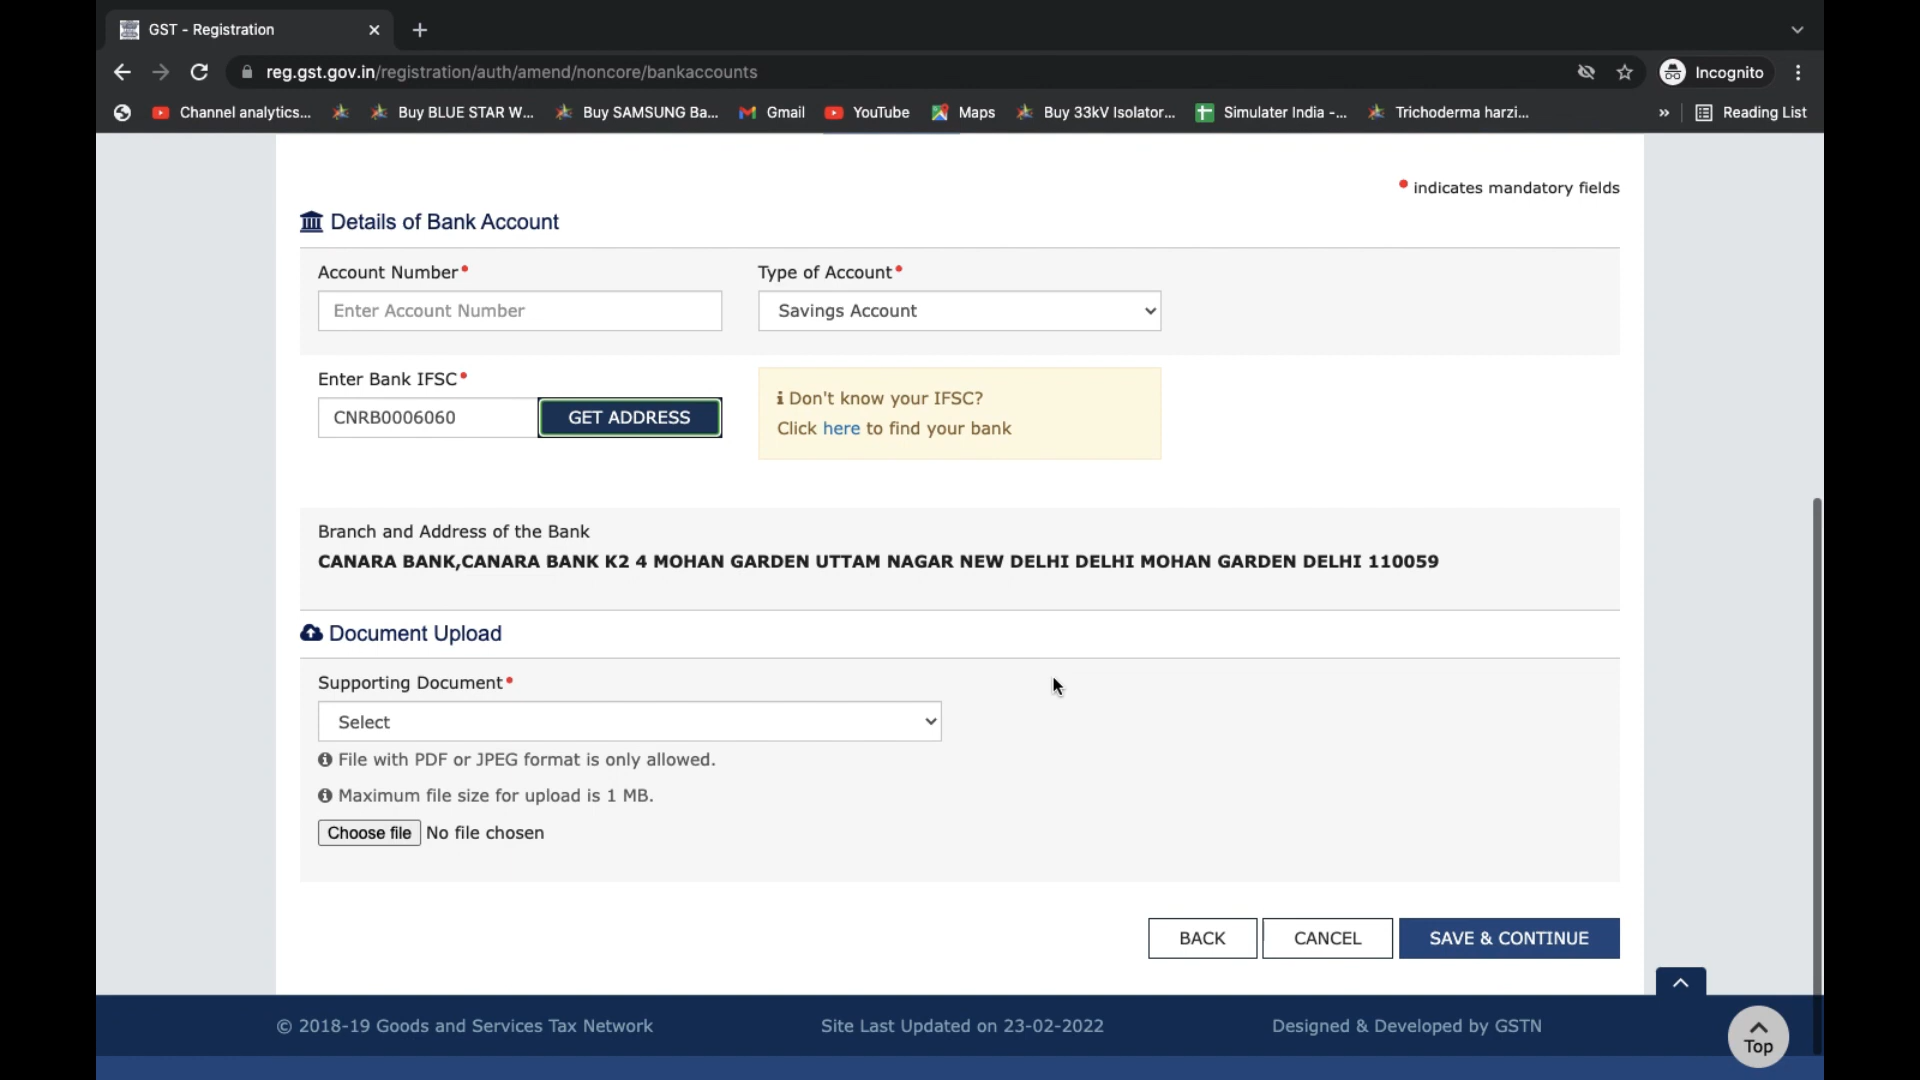 GST - Registration
reg.gst.gov.in/registration/auth/amend/noncore/bankaccounts
Incognito
Channel analytics... Buy BLUE STAR W... Buy SAMSUNG Ba... Gmail YouTube Maps Buy 33kV Isolator... Simulater India -... Trichoderma harzi... » Reading List
• indicates mandatory fields
Details of Bank Account
Account Number• Type of Account•
Enter Account Number Savings Account
Enter Bank IFSC•
CNRB0006060 GET ADDRESS
Don't know your IFSC?
Click here to find your bank
Branch and Address of the Bank
CANARA BANK,CANARA BANK K2 4 MOHAN GARDEN UTTAM NAGAR NEW DELHI DELHI MOHAN GARDEN DELHI 110059
Document Upload
Supporting Document•
Select
File with PDF or JPEG format is only allowed.
Maximum file size for upload is 1 MB.
Choose file No file chosen
BACK CANCEL SAVE & CONTINUE
© 2018-19 Goods and Services Tax Network Site Last Updated on 23-02-2022 Designed & Developed by GSTN
Top